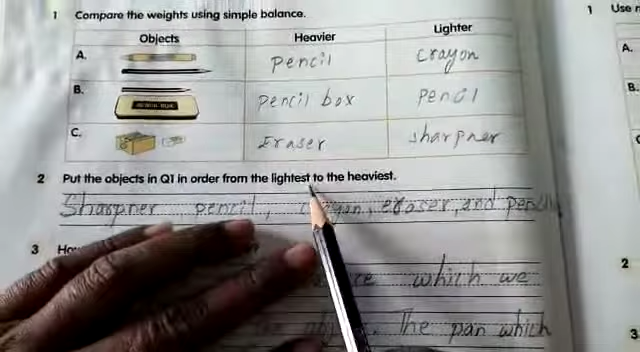 1 Compare the weights using simple balance.
1 Use
Objects Heavier Lighter
A. pencil crayon
A.
B. pencil box pencil
B.
C. Eraser sharpner
2 Put the objects in Q1 in order from the lightest to the heaviest.
Sharpner pencil, crayon, eraser, and
3
which we
2
The pan which
3